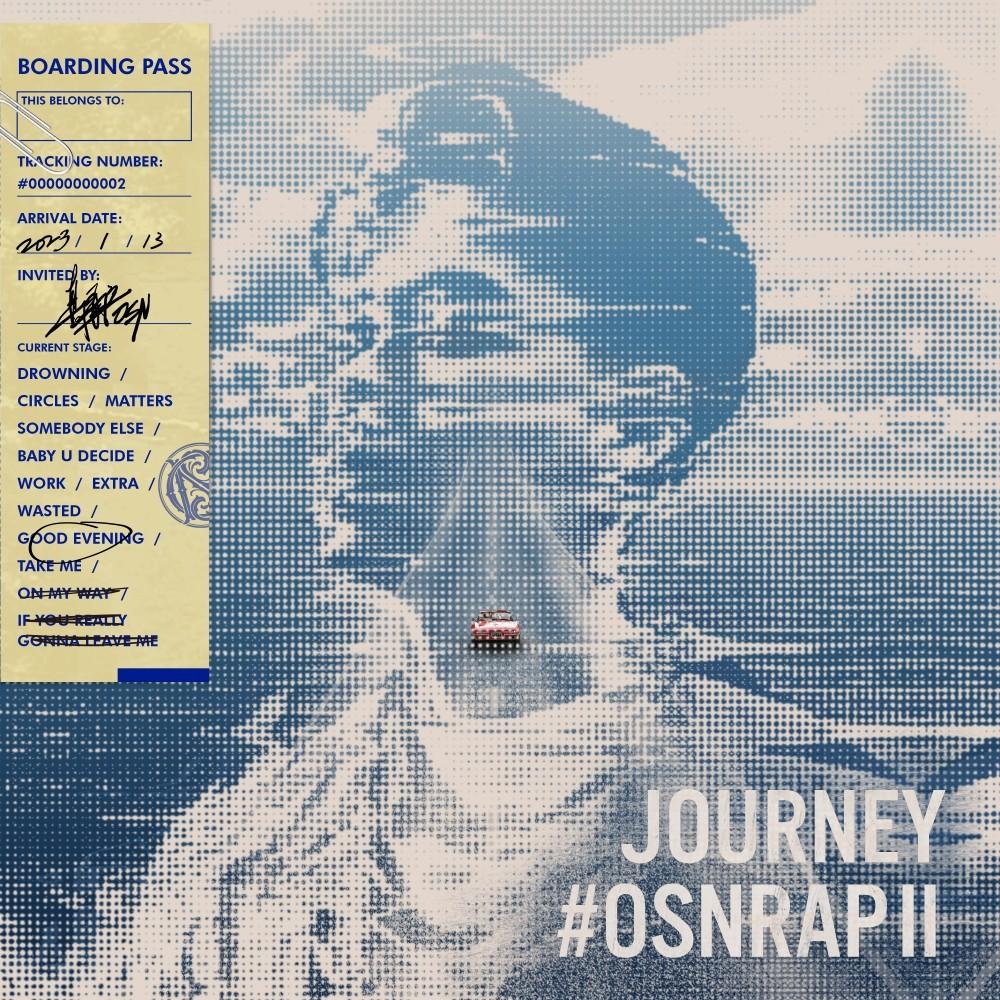 BOARDING PASS
THIS BELONGS TO:
TRACKING NUMBER:
#00000000002
ARRIVAL DATE:
2023 / 1 / 13
INVITED BY:
OSN
CURRENT STAGE:
DROWNING /
CIRCLES / MATTERS
SOMEBODY ELSE /
BABY U DECIDE /
WORK / EXTRA /
WASTED /
GOOD EVENING /
TAKE ME /
ON MY WAY /
IF YOU REALLY
GONNA LEAVE ME
JOURNEY
#OSNRAPII